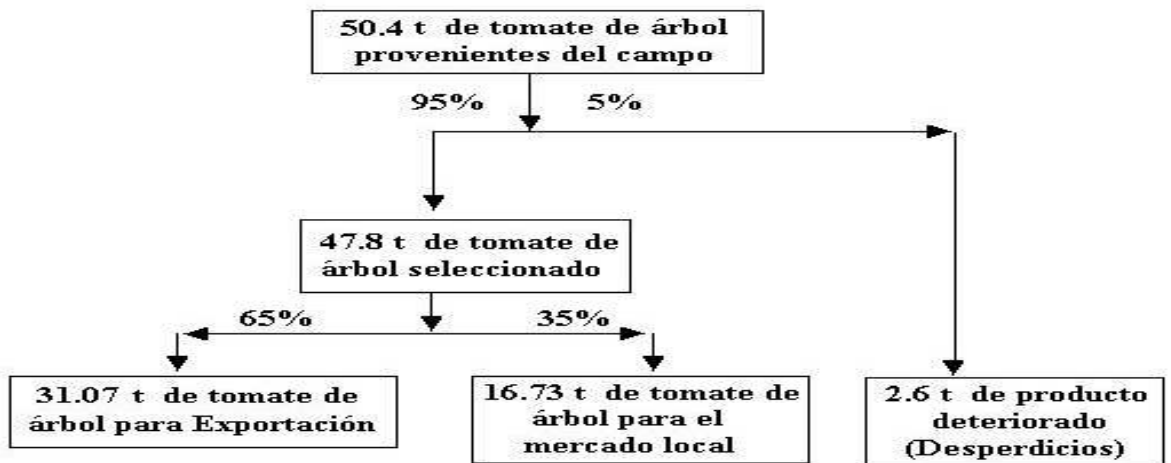 50.4 t de tomate de árbol
provenientes del campo
95%
5%
47.8 t de tomate de
árbol seleccionado
65%
35%
31.07 t de tomate de
árbol para Exportación
16.73 t de tomate de
árbol para el
mercado local
2.6 t de producto
deteriorado
(Desperdicios)